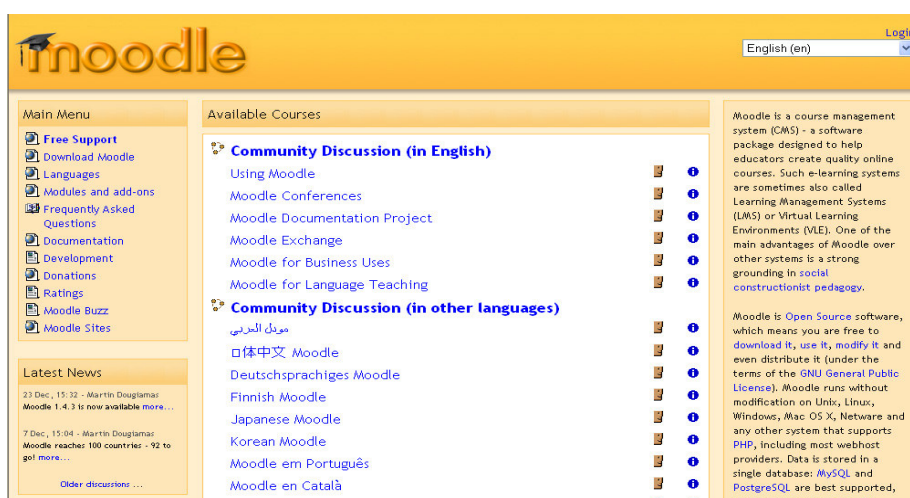 moodle
Login
English (en)
Main Menu
Free Support
Download Moodle
Languages
Modules and add-ons
Frequently Asked
Questions
Documentation
Development
Donations
Ratings
Moodle Buzz
Moodle Sites
Latest News
23 Dec, 15:32 - Martin Dougiamas
Moodle 1.4.3 is now available more...
7 Dec, 15:04 - Martin Dougiamas
Moodle reaches 100 countries - 92 to
go! more...
Older discussions ...
Available Courses
Community Discussion (in English)
Using Moodle
Moodle Conferences
Moodle Documentation Project
Moodle Exchange
Moodle for Business Uses
Moodle for Language Teaching
Community Discussion (in other languages)
مودل العربي
体中文 Moodle
Deutschsprachiges Moodle
Finnish Moodle
Japanese Moodle
Korean Moodle
Moodle em Português
Moodle en Català
Moodle is a course management
system (CMS) - a software
package designed to help
educators create quality online
courses. Such e-learning systems
are sometimes also called
Learning Management Systems
(LMS) or Virtual Learning
Environments (VLE). One of the
main advantages of Moodle over
other systems is a strong
grounding in social
constructionist pedagogy.
Moodle is Open Source software,
which means you are free to
download it, use it, modify it and
even distribute it (under the
terms of the GNU General Public
License). Moodle runs without
modification on Unix, Linux,
Windows, Mac OS X, Netware and
any other system that supports
PHP, including most webhost
providers. Data is stored in a
single database: MySQL and
PostgreSQL are best supported,